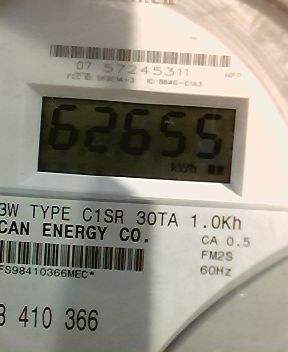 07 57245311
62655
kWh
3W TYPE C1SR 30TA 1.0Kh
CAN ENERGY CO.
CA 0.5
FM2S
60Hz
FS98410366MEC*
3 410 366